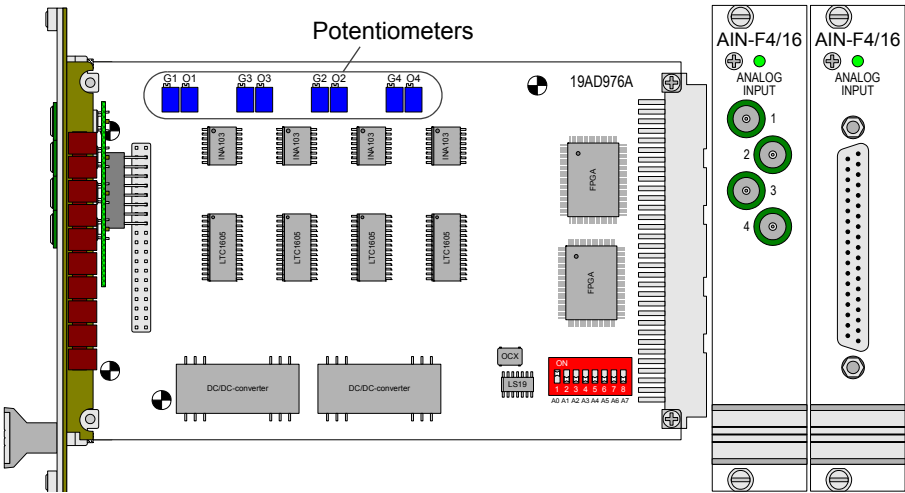 Potentiometers
G1 O1 G3 O3 G2 O2 G4 O4
19AD976A
INA103 INA103 INA103 INA103
FPGA
LTC1605 LTC1605 LTC1605 LTC1605
FPGA
OCX
LS19
ON
1 2 3 4 5 6 7 8
A0 A1 A2 A3 A4 A5 A6 A7
DC/DC-converter DC/DC-converter
AIN-F4/16
ANALOG
INPUT
1
2
3
4
AIN-F4/16
ANALOG
INPUT